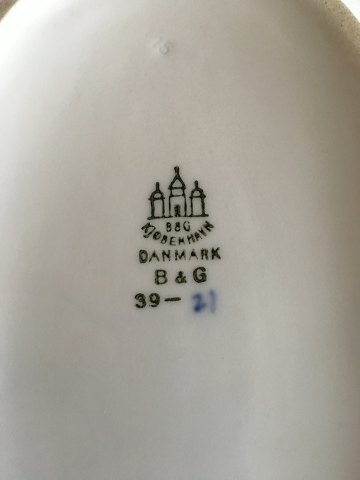 B&G
KJØBENHAVN
DANMARK
B & G
39- 21